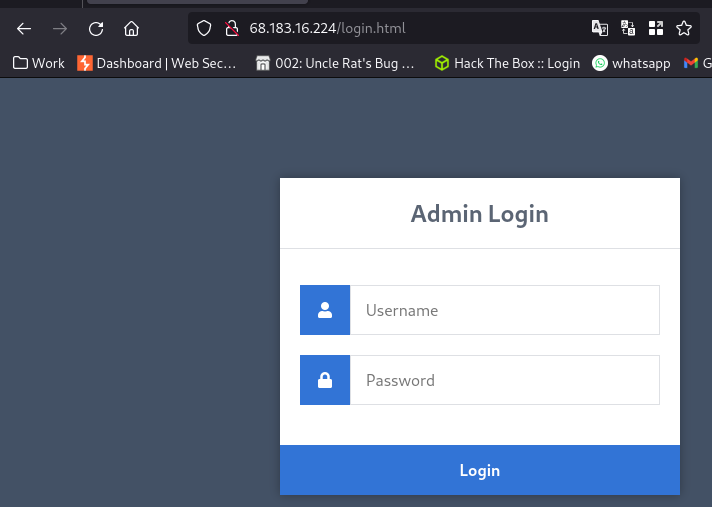 68.183.16.224/login.html
Work Dashboard | Web Sec... 002: Uncle Rat's Bug ... Hack The Box :: Login whatsapp G
Admin Login
Username
Password
Login